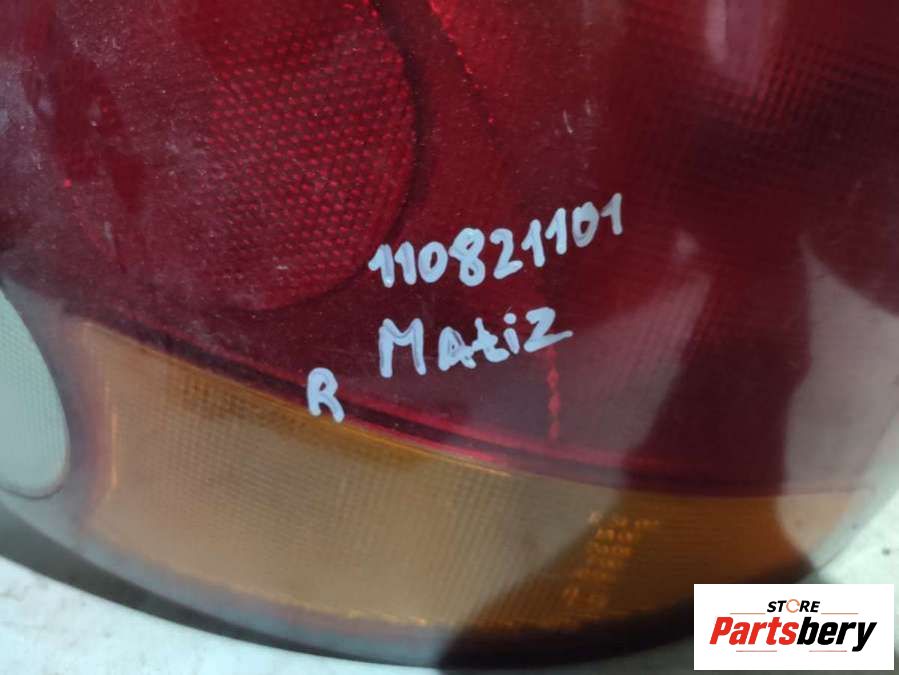 110821101
Matiz
R
STORE
Partsbery